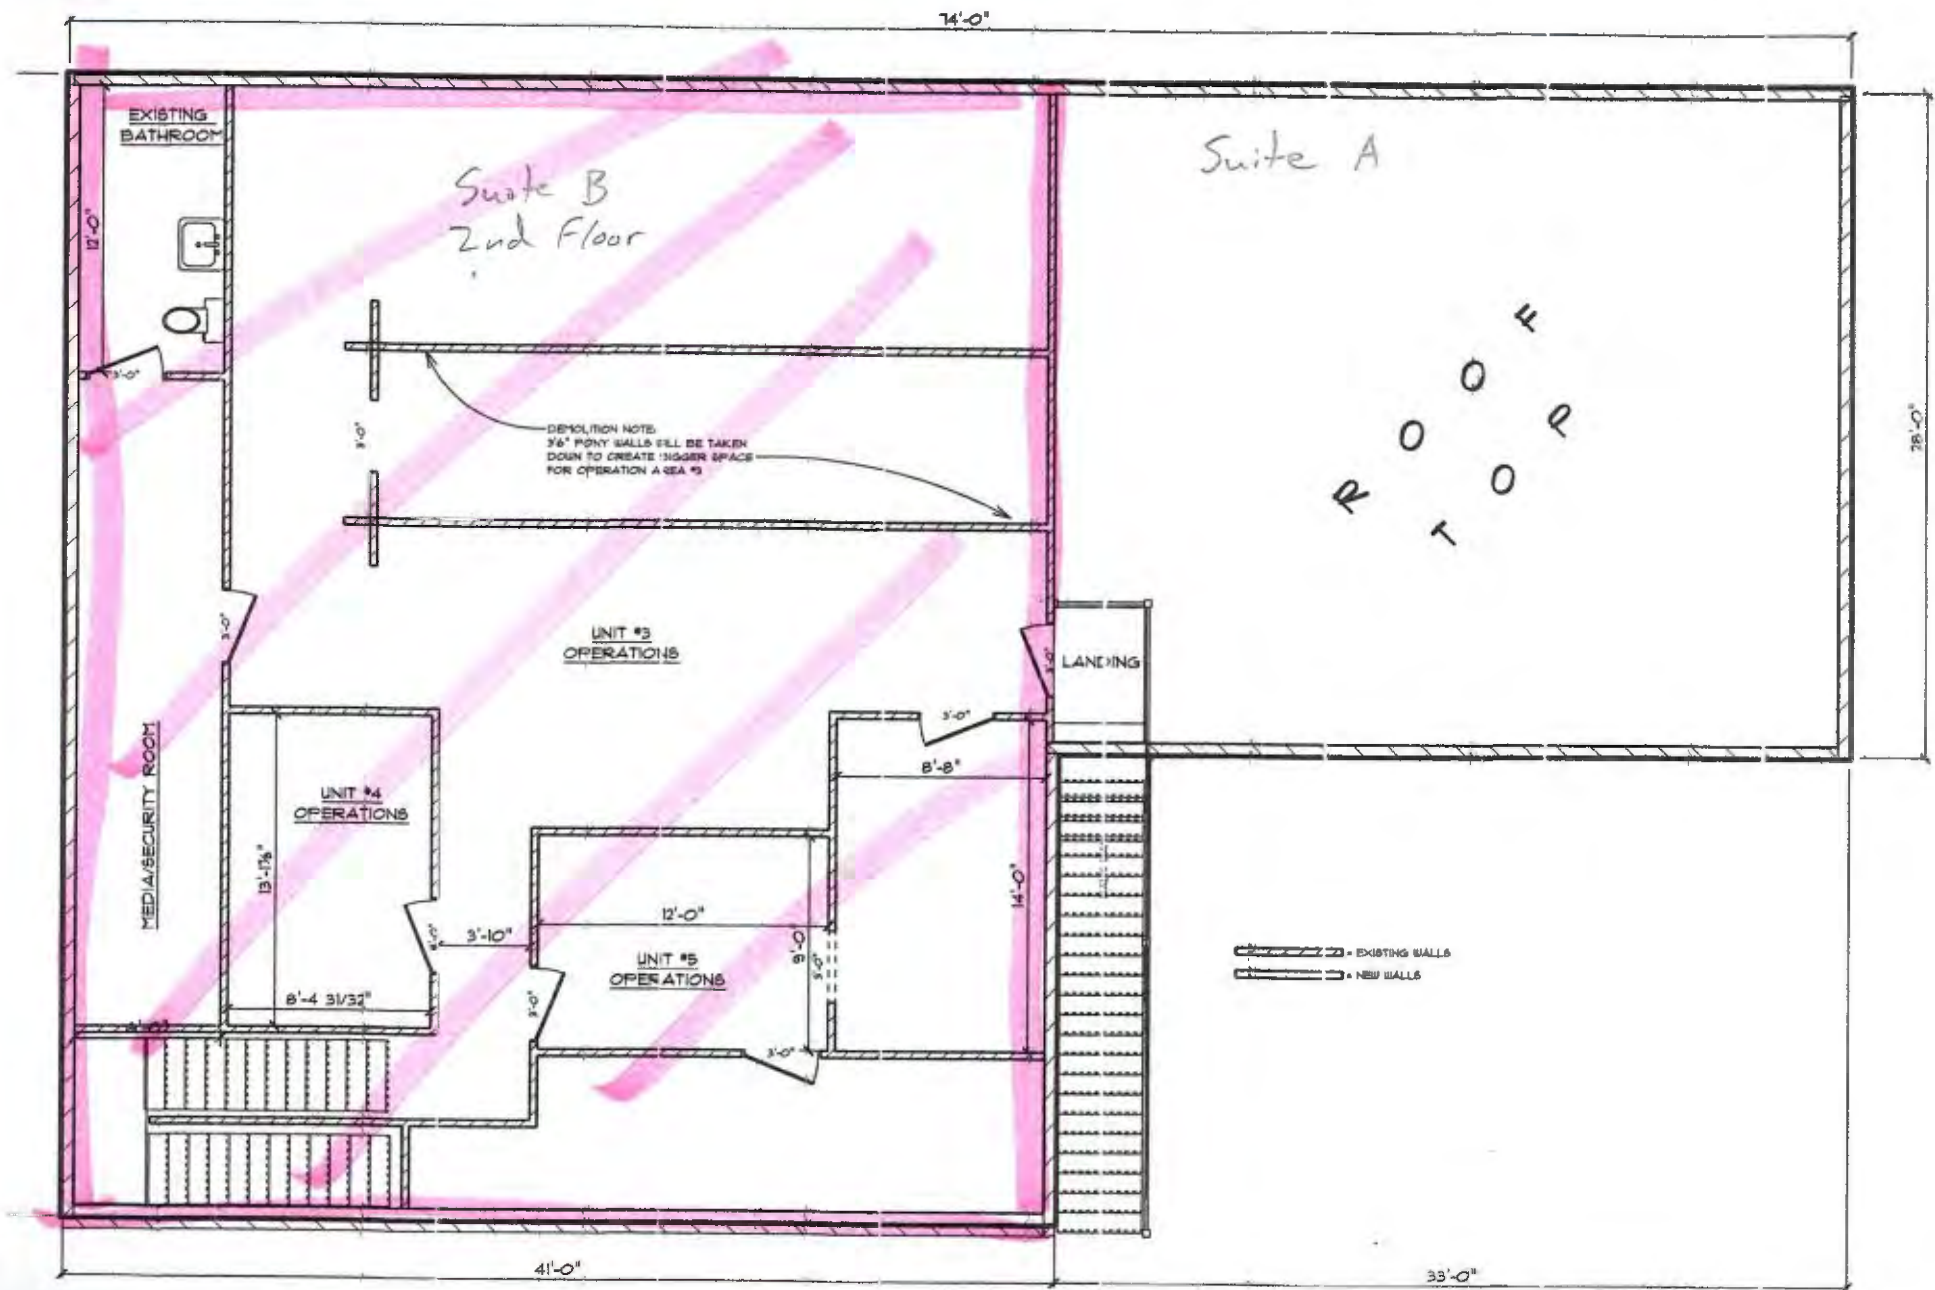 74'-0"
EXISTING
BATHROOM
Suite A
Suite B
2nd Floor
12'-0"
ROOF
TOP
3'-0"
28'-0"
3'-0"
DEMOLITION NOTE:
3'6" PONY WALLS WILL BE TAKEN
DOWN TO CREATE BIGGER SPACE
FOR OPERATION AREA #3
3'-0"
UNIT #3
OPERATIONS
LANDING
3'-0"
3'-0"
8'-8"
MEDIA/SECURITY ROOM
UNIT #4
OPERATIONS
13'-1⅞"
14'-0"
12'-0"
3'-10"
9'-0"
UNIT #5
OPERATIONS
= EXISTING WALLS
= NEW WALLS
8'-4 31/32"
3'-0"
3'-0"
41'-0"
33'-0"